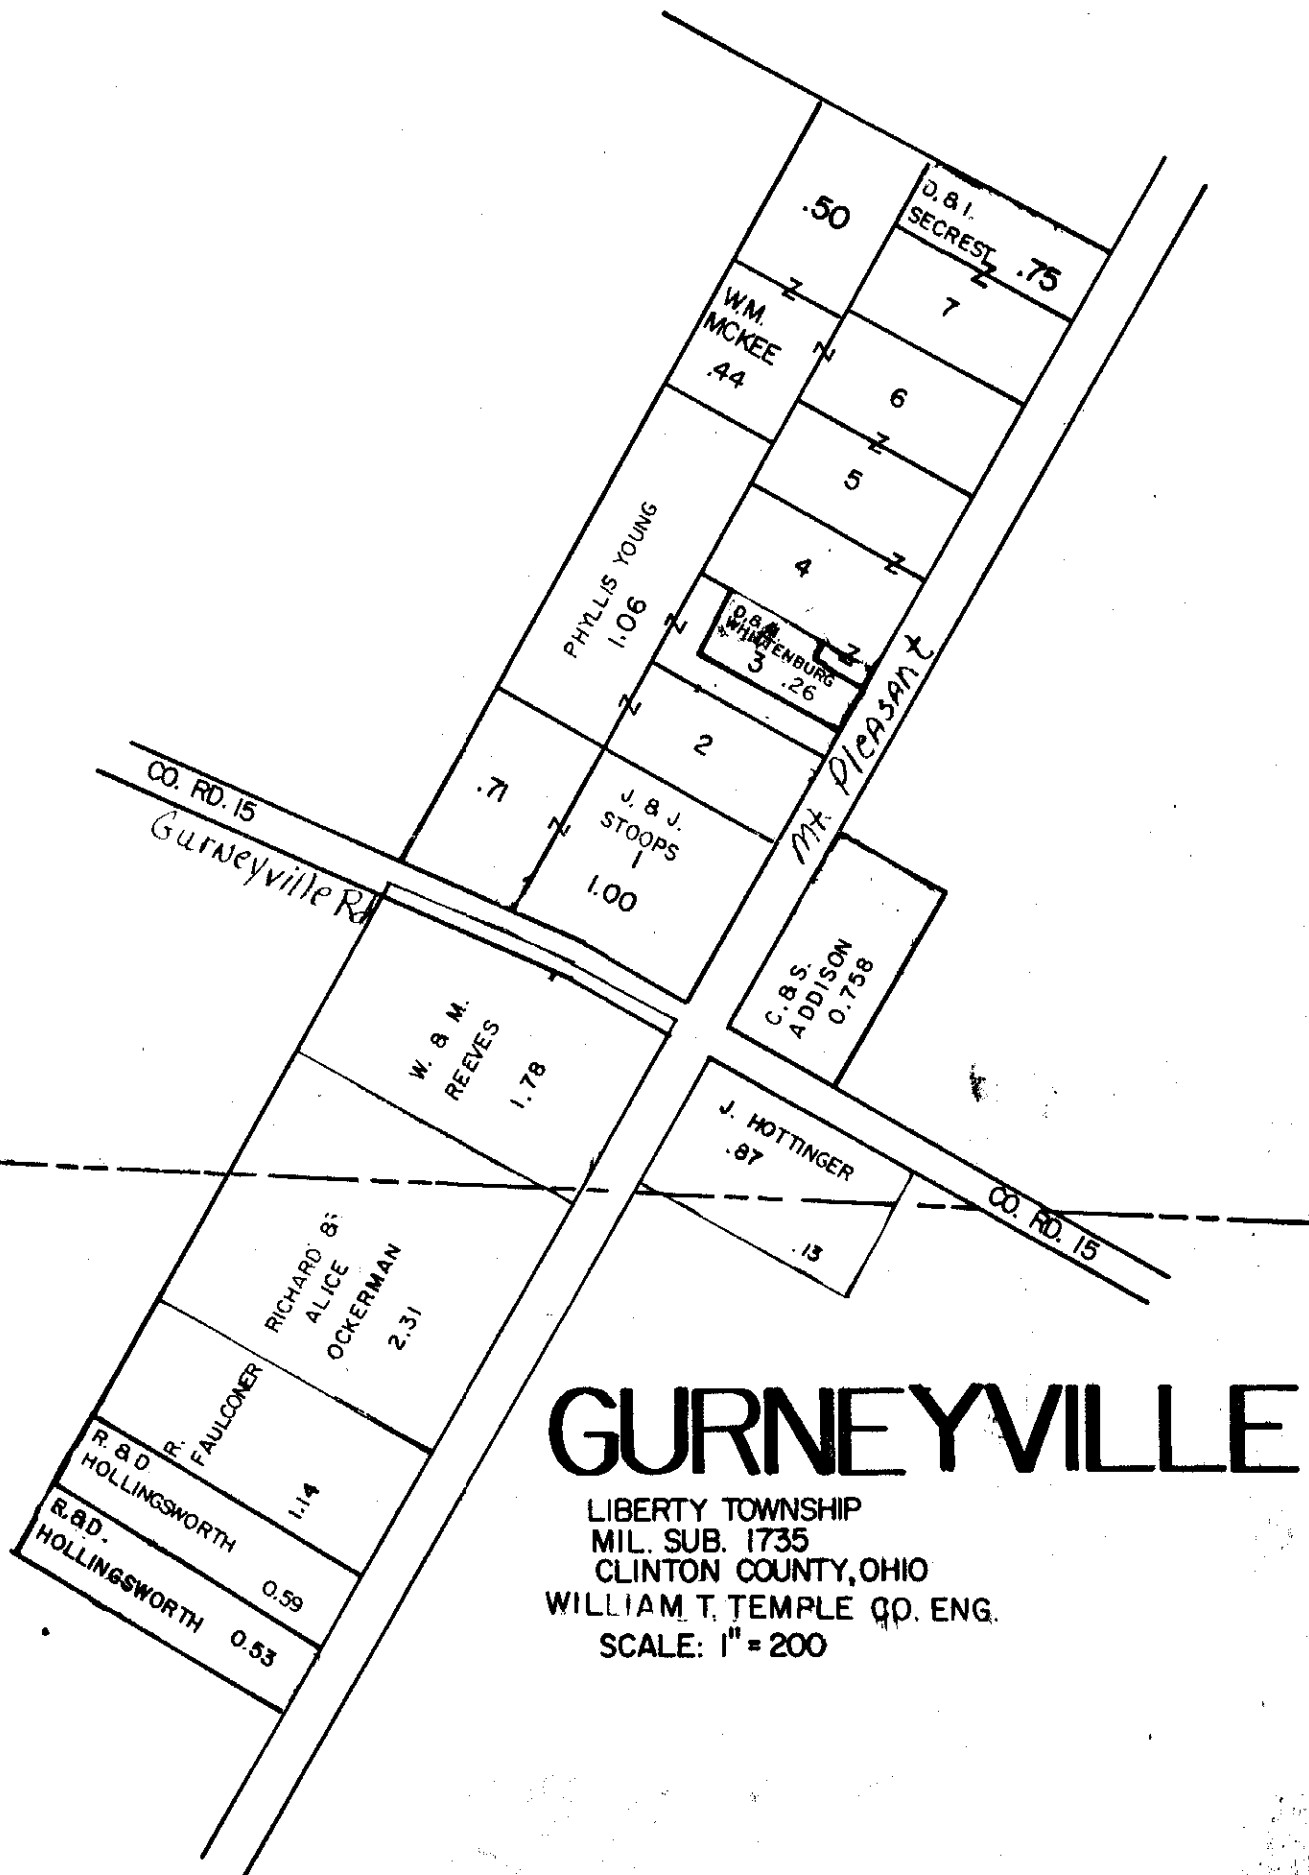 .50
D. & I.
SECREST .75
7
W.M.
MCKEE
.44
6
5
4
PHYLLIS YOUNG
1.06
D. &
WHITTENBURG
3 .26
2
Mt. Pleasant
.71
J. & J.
STOOPS
1
1.00
CO. RD. 15
Gurneyville Rd
C. & S.
ADDISON
0.758
W. & M.
REEVES
1.78
J. HOTTINGER
.87
.13
CO. RD. 15
RICHARD &
ALICE
OCKERMAN
2.31
R.
FAULCONER
1.14
R. & D.
HOLLINGSWORTH
0.59
R. & D.
HOLLINGSWORTH 0.53
GURNEYVILLE
LIBERTY TOWNSHIP
MIL. SUB. 1735
CLINTON COUNTY, OHIO
WILLIAM T. TEMPLE CO. ENG.
SCALE: 1" = 200